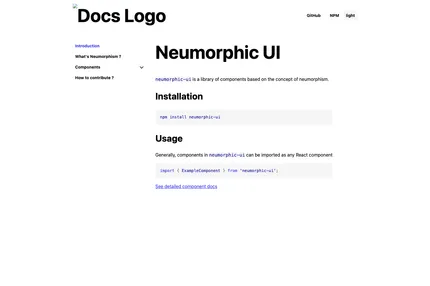 Docs Logo
GitHub
NPM
light
Introduction
What's Neumorphism ?
Components
How to contribute ?
Neumorphic UI
neumorphic-ui is a library of components based on the concept of neumorphism.
Installation
npm install neumorphic-ui
Usage
Generally, components in neumorphic-ui can be imported as any React component
import { ExampleComponent } from "neumorphic-ui";
See detailed component docs